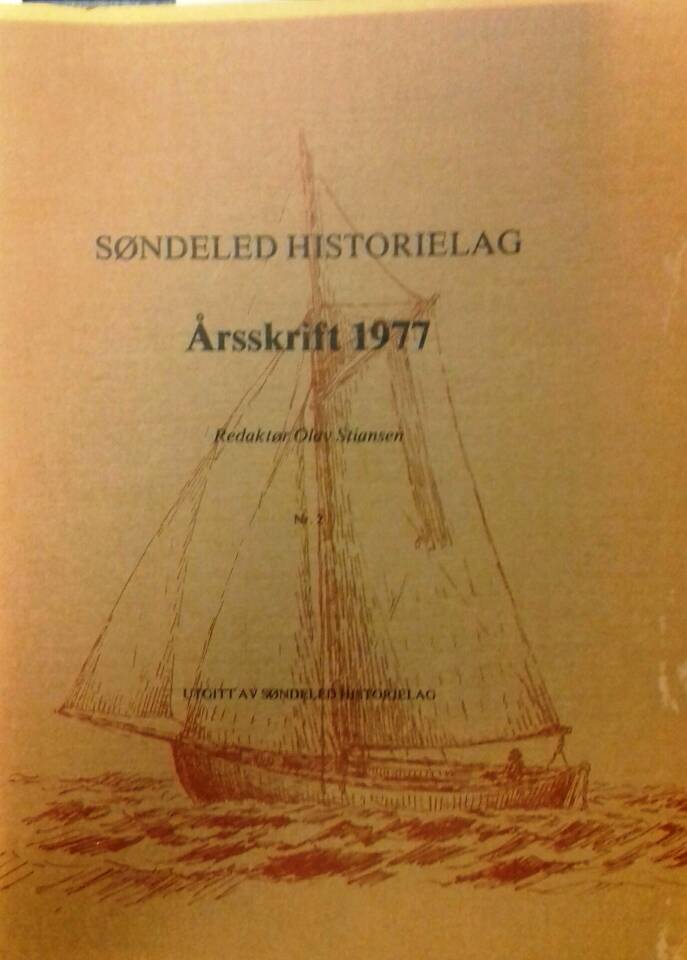 SØNDELED HISTORIELAG
Årsskrift 1977
Redaktør Olav Stiansen
Nr. 2
UTGITT AV SØNDELED HISTORIELAG